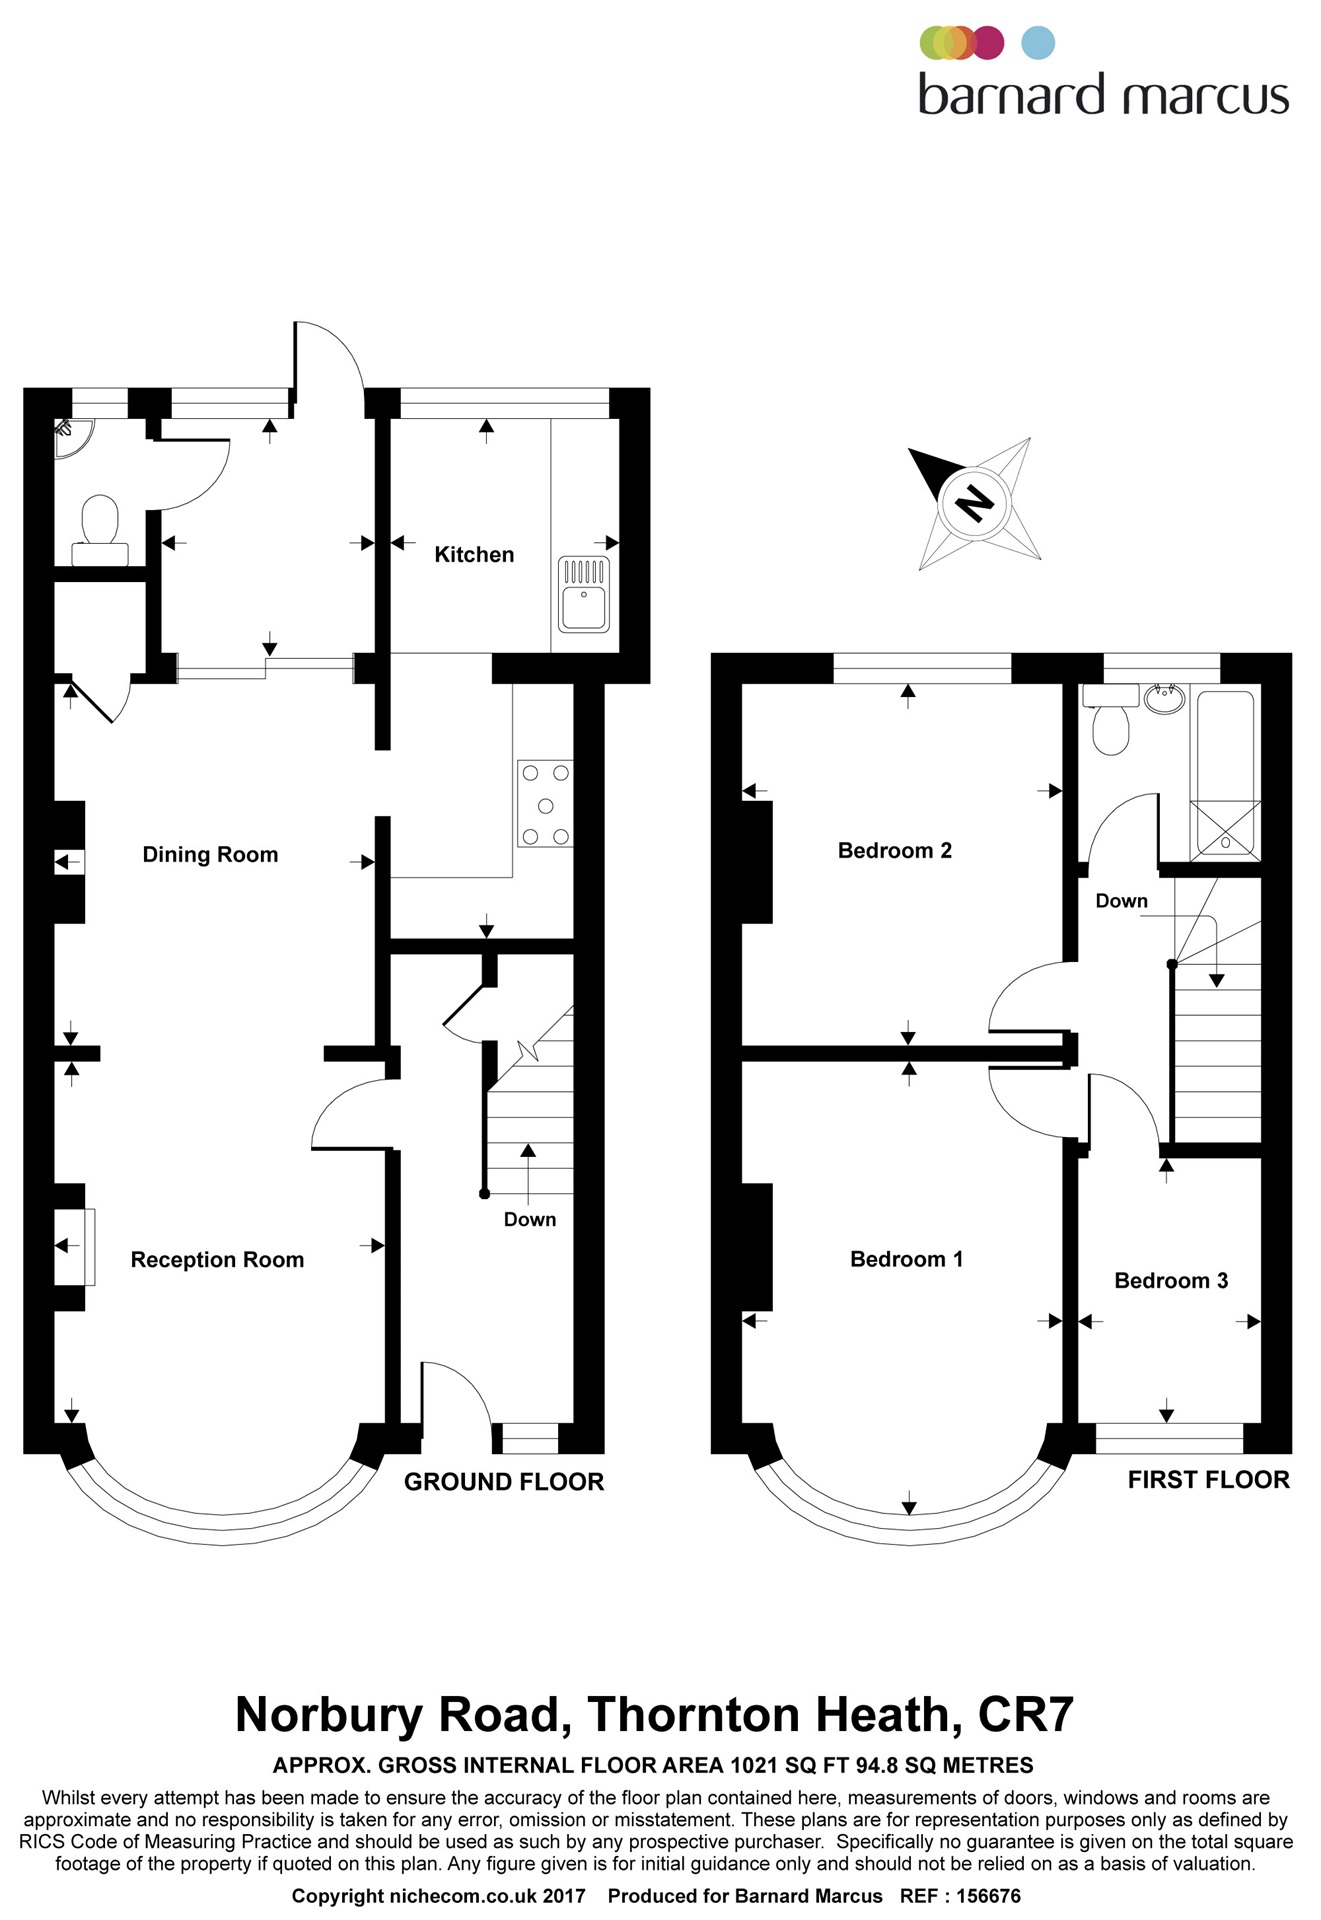 barnard marcus
N
Kitchen
Dining Room
Bedroom 2
Down
Down
Reception Room
Bedroom 1
Bedroom 3
GROUND FLOOR
FIRST FLOOR
Norbury Road, Thornton Heath, CR7
APPROX. GROSS INTERNAL FLOOR AREA 1021 SQ FT 94.8 SQ METRES
Whilst every attempt has been made to ensure the accuracy of the floor plan contained here, measurements of doors, windows and rooms are
approximate and no responsibility is taken for any error, omission or misstatement. These plans are for representation purposes only as defined by
RICS Code of Measuring Practice and should be used as such by any prospective purchaser.  Specifically no guarantee is given on the total square
footage of the property if quoted on this plan. Any figure given is for initial guidance only and should not be relied on as a basis of valuation.
Copyright nichecom.co.uk 2017    Produced for Barnard Marcus   REF : 156676